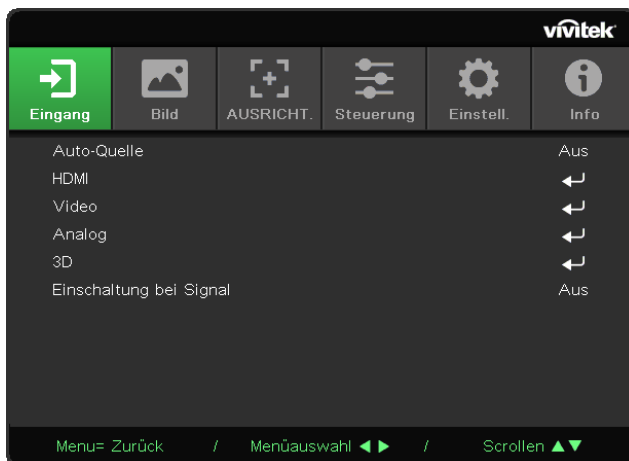 vivitek
Eingang Bild AUSRICHT. Steuerung Einstell. Info
Auto-Quelle Aus
HDMI
Video
Analog
3D
Einschaltung bei Signal Aus
Menu= Zurück / Menüauswahl ◀ ▶ / Scrollen ▲▼